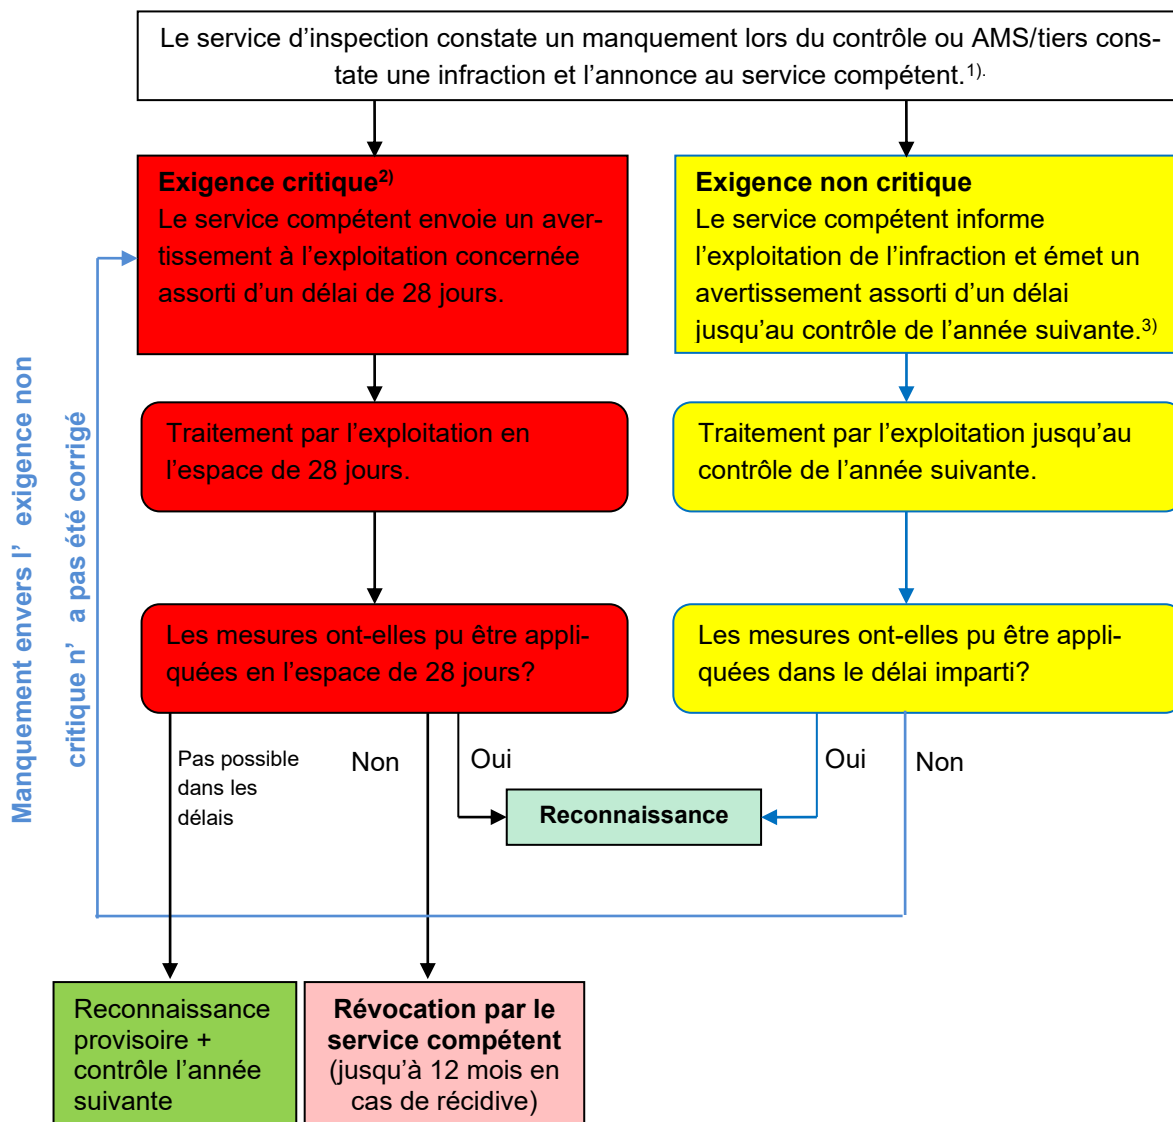 Le service d’inspection constate un manquement lors du contrôle ou AMS/tiers cons-
tate une infraction et l’annonce au service compétent.1).
Exigence critique2)
Le service compétent envoie un aver-
tissement à l’exploitation concernée
assorti d’un délai de 28 jours.
Exigence non critique
Le service compétent informe
l’exploitation de l’infraction et émet un
avertissement assorti d’un délai
jusqu’au contrôle de l’année suivante.3)
Manquement envers l’ exigence non
critique n’ a pas été corrigé
Traitement par l’exploitation en
l’espace de 28 jours.
Traitement par l’exploitation jusqu’au
contrôle de l’année suivante.
Les mesures ont-elles pu être appli-
quées en l’espace de 28 jours?
Les mesures ont-elles pu être appli-
quées dans le délai imparti?
Pas possible
dans les
délais
Non
Oui
Oui
Non
Reconnaissance
Reconnaissance
provisoire +
contrôle l’année
suivante
Révocation par le
service compétent
(jusqu’à 12 mois en
cas de récidive)